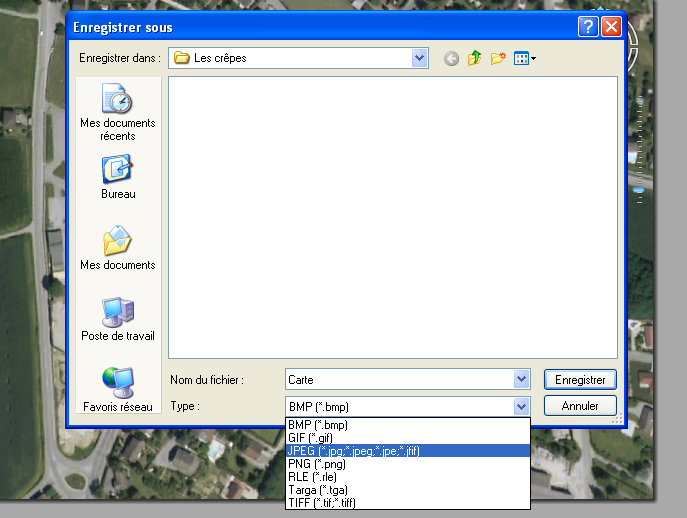 Enregistrer sous
Enregistrer dans :
Les crêpes
Mes documents
récents
Bureau
Mes documents
Poste de travail
Favoris réseau
Nom du fichier :
Carte
Enregistrer
Type :
BMP (*.bmp)
Annuler
BMP (*.bmp)
GIF (*.gif)
JPEG (*.jpg;*.jpeg;*.jpe;*.jfif)
PNG (*.png)
RLE (*.rle)
Targa (*.tga)
TIFF (*.tif;*.tiff)